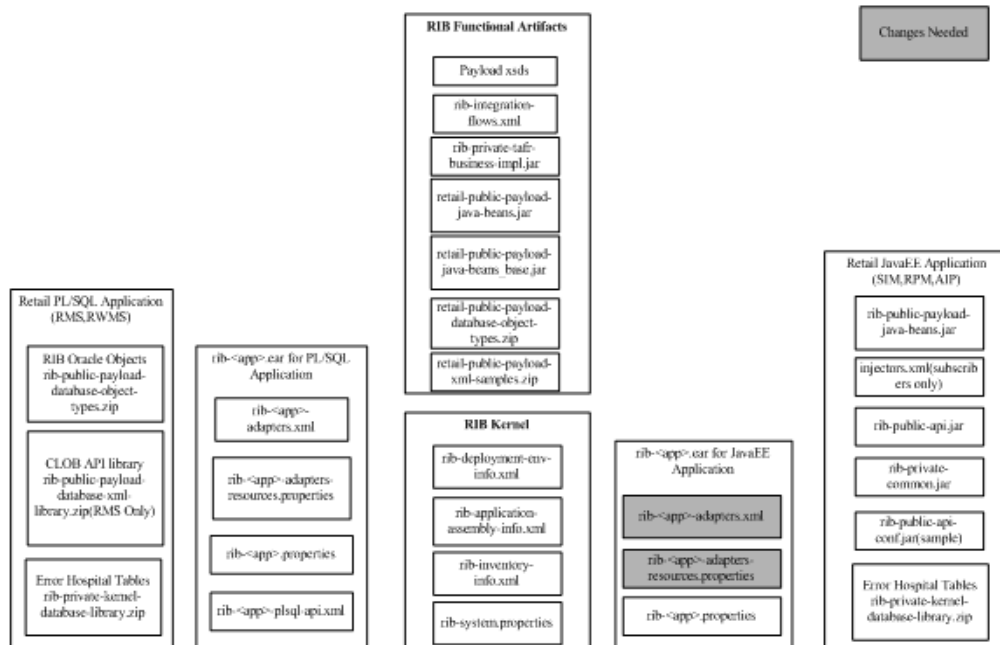 RIB Functional Artifacts
Payload xsds
rib-integration-
flows.xml
rib-private-tafr-
business-impl.jar
retail-public-payload-
java-beans.jar
retail-public-payload-
java-beans_base.jar
retail-public-payload-
database-object-
types.zip
retail-public-payload-
xml-samples.zip
Changes Needed
Retail PL/SQL Application
(RMS,RWMS)
RIB Oracle Objects
rib-public-payload-
database-object-
types.zip
CLOB API library
rib-public-payload-
database-xml-
library.zip(RMS Only)
Error Hospital Tables
rib-private-kernel-
database-library.zip
rib-<app>.ear for PL/SQL
Application
rib-<app>-
adapters.xml
rib-<app>-adapters-
resources.properties
rib-<app>.properties
rib-<app>-plsql-api.xml
RIB Kernel
rib-deployment-env-
info.xml
rib-application-
assembly-info.xml
rib-inventory-
info.xml
rib-system.properties
rib-<app>.ear for JavaEE
Application
rib-<app>-adapters.xml
rib-<app>-adapters-
resources.properties
rib-<app>.properties
Retail JavaEE Application
(SIM,RPM,AIP)
rib-public-payload-
java-beans.jar
injectors.xml(subscri
bers only)
rib-public-api.jar
rib-private-
common.jar
rib-public-api-
conf.jar(sample)
Error Hospital Tables
rib-private-kernel-
database-library.zip